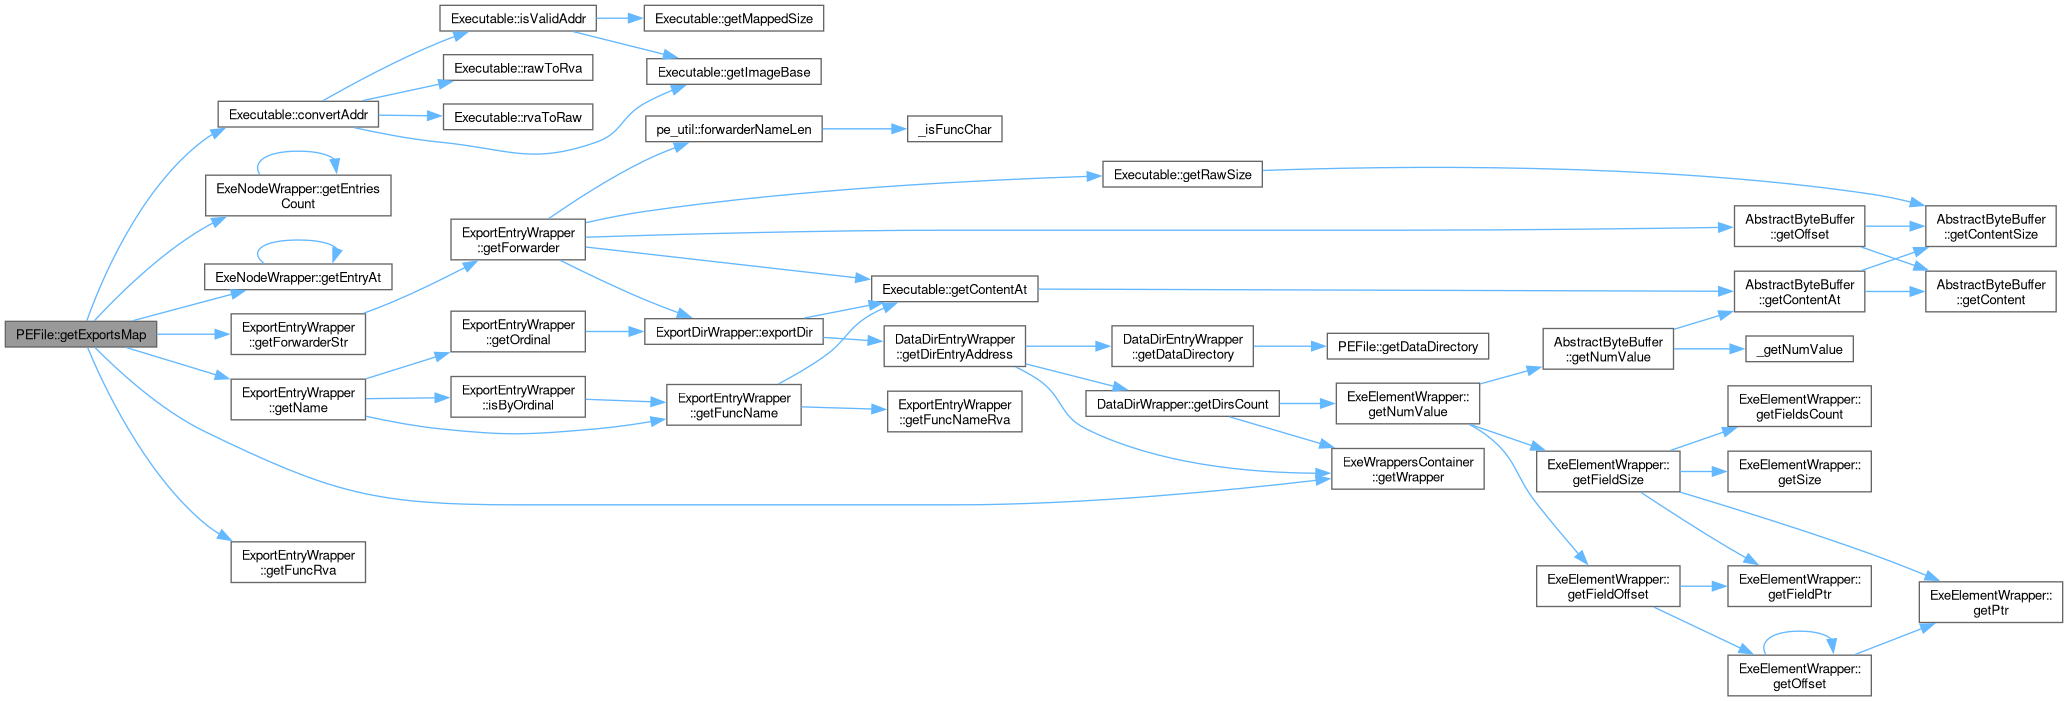 PEFile::getExportsMap
Executable::convertAddr
Executable::isValidAddr
Executable::getMappedSize
Executable::getImageBase
Executable::rawToRva
Executable::rvaToRaw
ExeNodeWrapper::getEntries
Count
ExeNodeWrapper::getEntryAt
ExportEntryWrapper
::getForwarderStr
ExportEntryWrapper
::getForwarder
pe_util::forwarderNameLen
_isFuncChar
Executable::getRawSize
AbstractByteBuffer
::getOffset
AbstractByteBuffer
::getContentSize
AbstractByteBuffer
::getContent
Executable::getContentAt
AbstractByteBuffer
::getContentAt
ExportDirWrapper::exportDir
DataDirEntryWrapper
::getDirEntryAddress
DataDirEntryWrapper
::getDataDirectory
PEFile::getDataDirectory
DataDirWrapper::getDirsCount
ExeElementWrapper::
getNumValue
AbstractByteBuffer
::getNumValue
_getNumValue
ExeElementWrapper::
getFieldSize
ExeElementWrapper::
getFieldsCount
ExeElementWrapper::
getSize
ExeElementWrapper::
getFieldPtr
ExeElementWrapper::
getPtr
ExeElementWrapper::
getFieldOffset
ExeElementWrapper::
getOffset
ExeWrappersContainer
::getWrapper
ExportEntryWrapper
::getName
ExportEntryWrapper
::getOrdinal
ExportEntryWrapper
::isByOrdinal
ExportEntryWrapper
::getFuncName
ExportEntryWrapper
::getFuncNameRva
ExportEntryWrapper
::getFuncRva